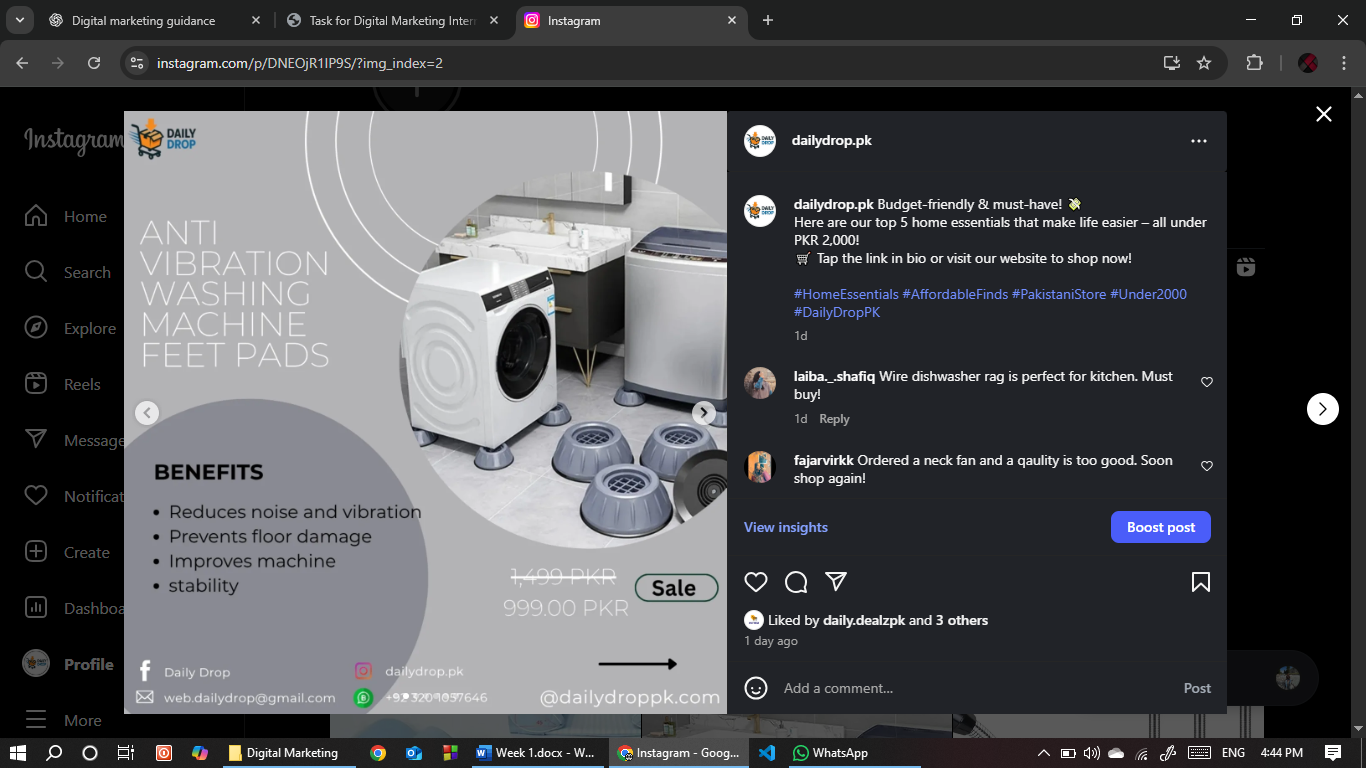 Digital marketing guidance
Task for Digital Marketing Inter
Instagram
instagram.com/p/DNEOjR1IP9S/?img_index=2
Instagram
Home
Search
Explore
Reels
Message
Notificat
Create
Dashboa
Profile
More
DAILY
DROP
ANTI
VIBRATION
WASHING
MACHINE
FEET PADS
BENEFITS
• Reduces noise and vibration
• Prevents floor damage
• Improves machine
• stability
1,499 PKR
999.00 PKR
Sale
Daily Drop
dailydrop.pk
web.dailydrop@gmail.com
@dailydroppk.com
dailydrop.pk
dailydrop.pk Budget-friendly & must-have! 💸
Here are our top 5 home essentials that make life easier – all under
PKR 2,000!
🛒 Tap the link in bio or visit our website to shop now!
#HomeEssentials #AffordableFinds #PakistaniStore #Under2000
#DailyDropPK
1d
laiba._.shafiq Wire dishwasher rag is perfect for kitchen. Must
buy!
1d Reply
fajarvirkk Ordered a neck fan and a qaulity is too good. Soon
shop again!
View insights
Boost post
Liked by daily.dealzpk and 3 others
1 day ago
Add a comment...
Post
Digital Marketing
Week 1.docx - W...
Instagram - Goog...
WhatsApp
ENG
4:44 PM